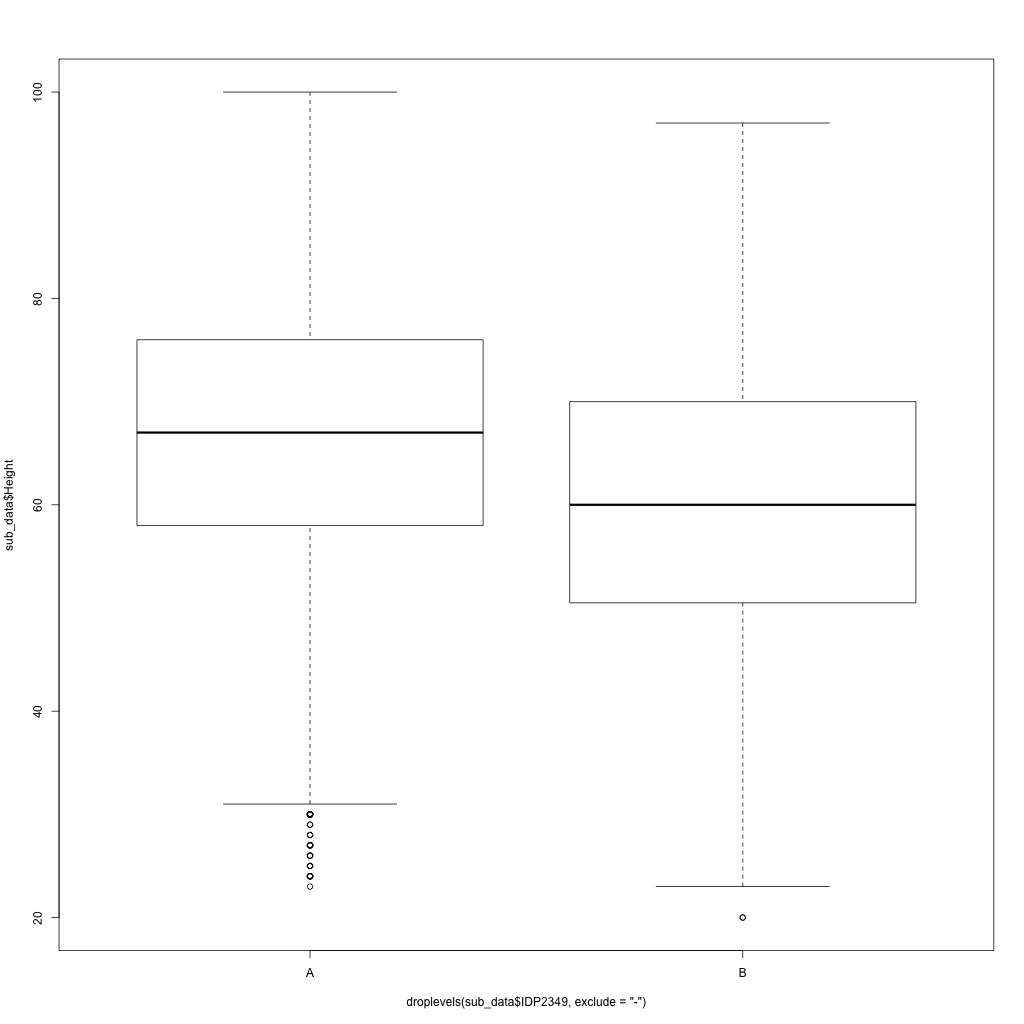 100
80
60
40
20
sub_data$Height
A
B
droplevels(sub_data$IDP2349, exclude = "-")